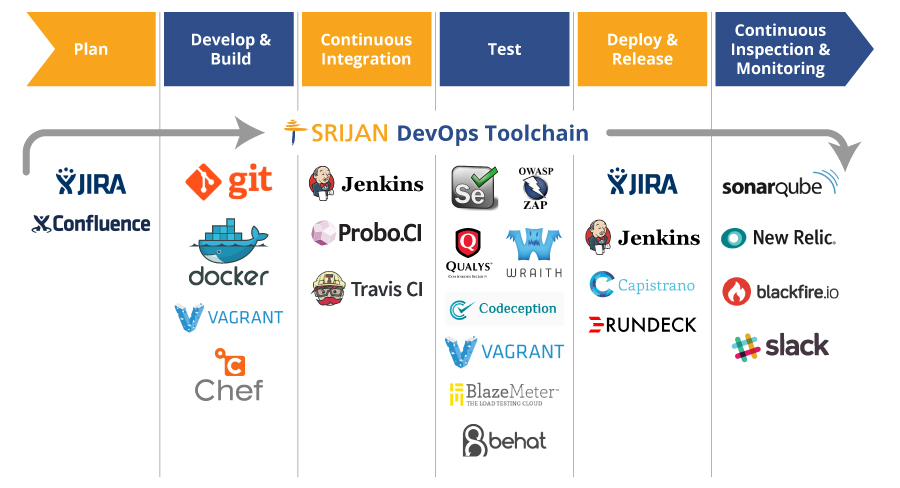 Plan
Develop &
Build
Continuous
Integration
Test
Deploy &
Release
Continuous
Inspection &
Monitoring
SRIJAN DevOps Toolchain
JIRA
Confluence
git
docker
VAGRANT
Chef
Jenkins
Probo.CI
Travis CI
Se
OWASP
ZAP
QUALYS®
WRAITH
Codeception
VAGRANT
BlazeMeter™
THE LOAD TESTING CLOUD
behat
JIRA
Jenkins
Capistrano
RUNDECK
sonarqube
New Relic®
blackfire.io
slack